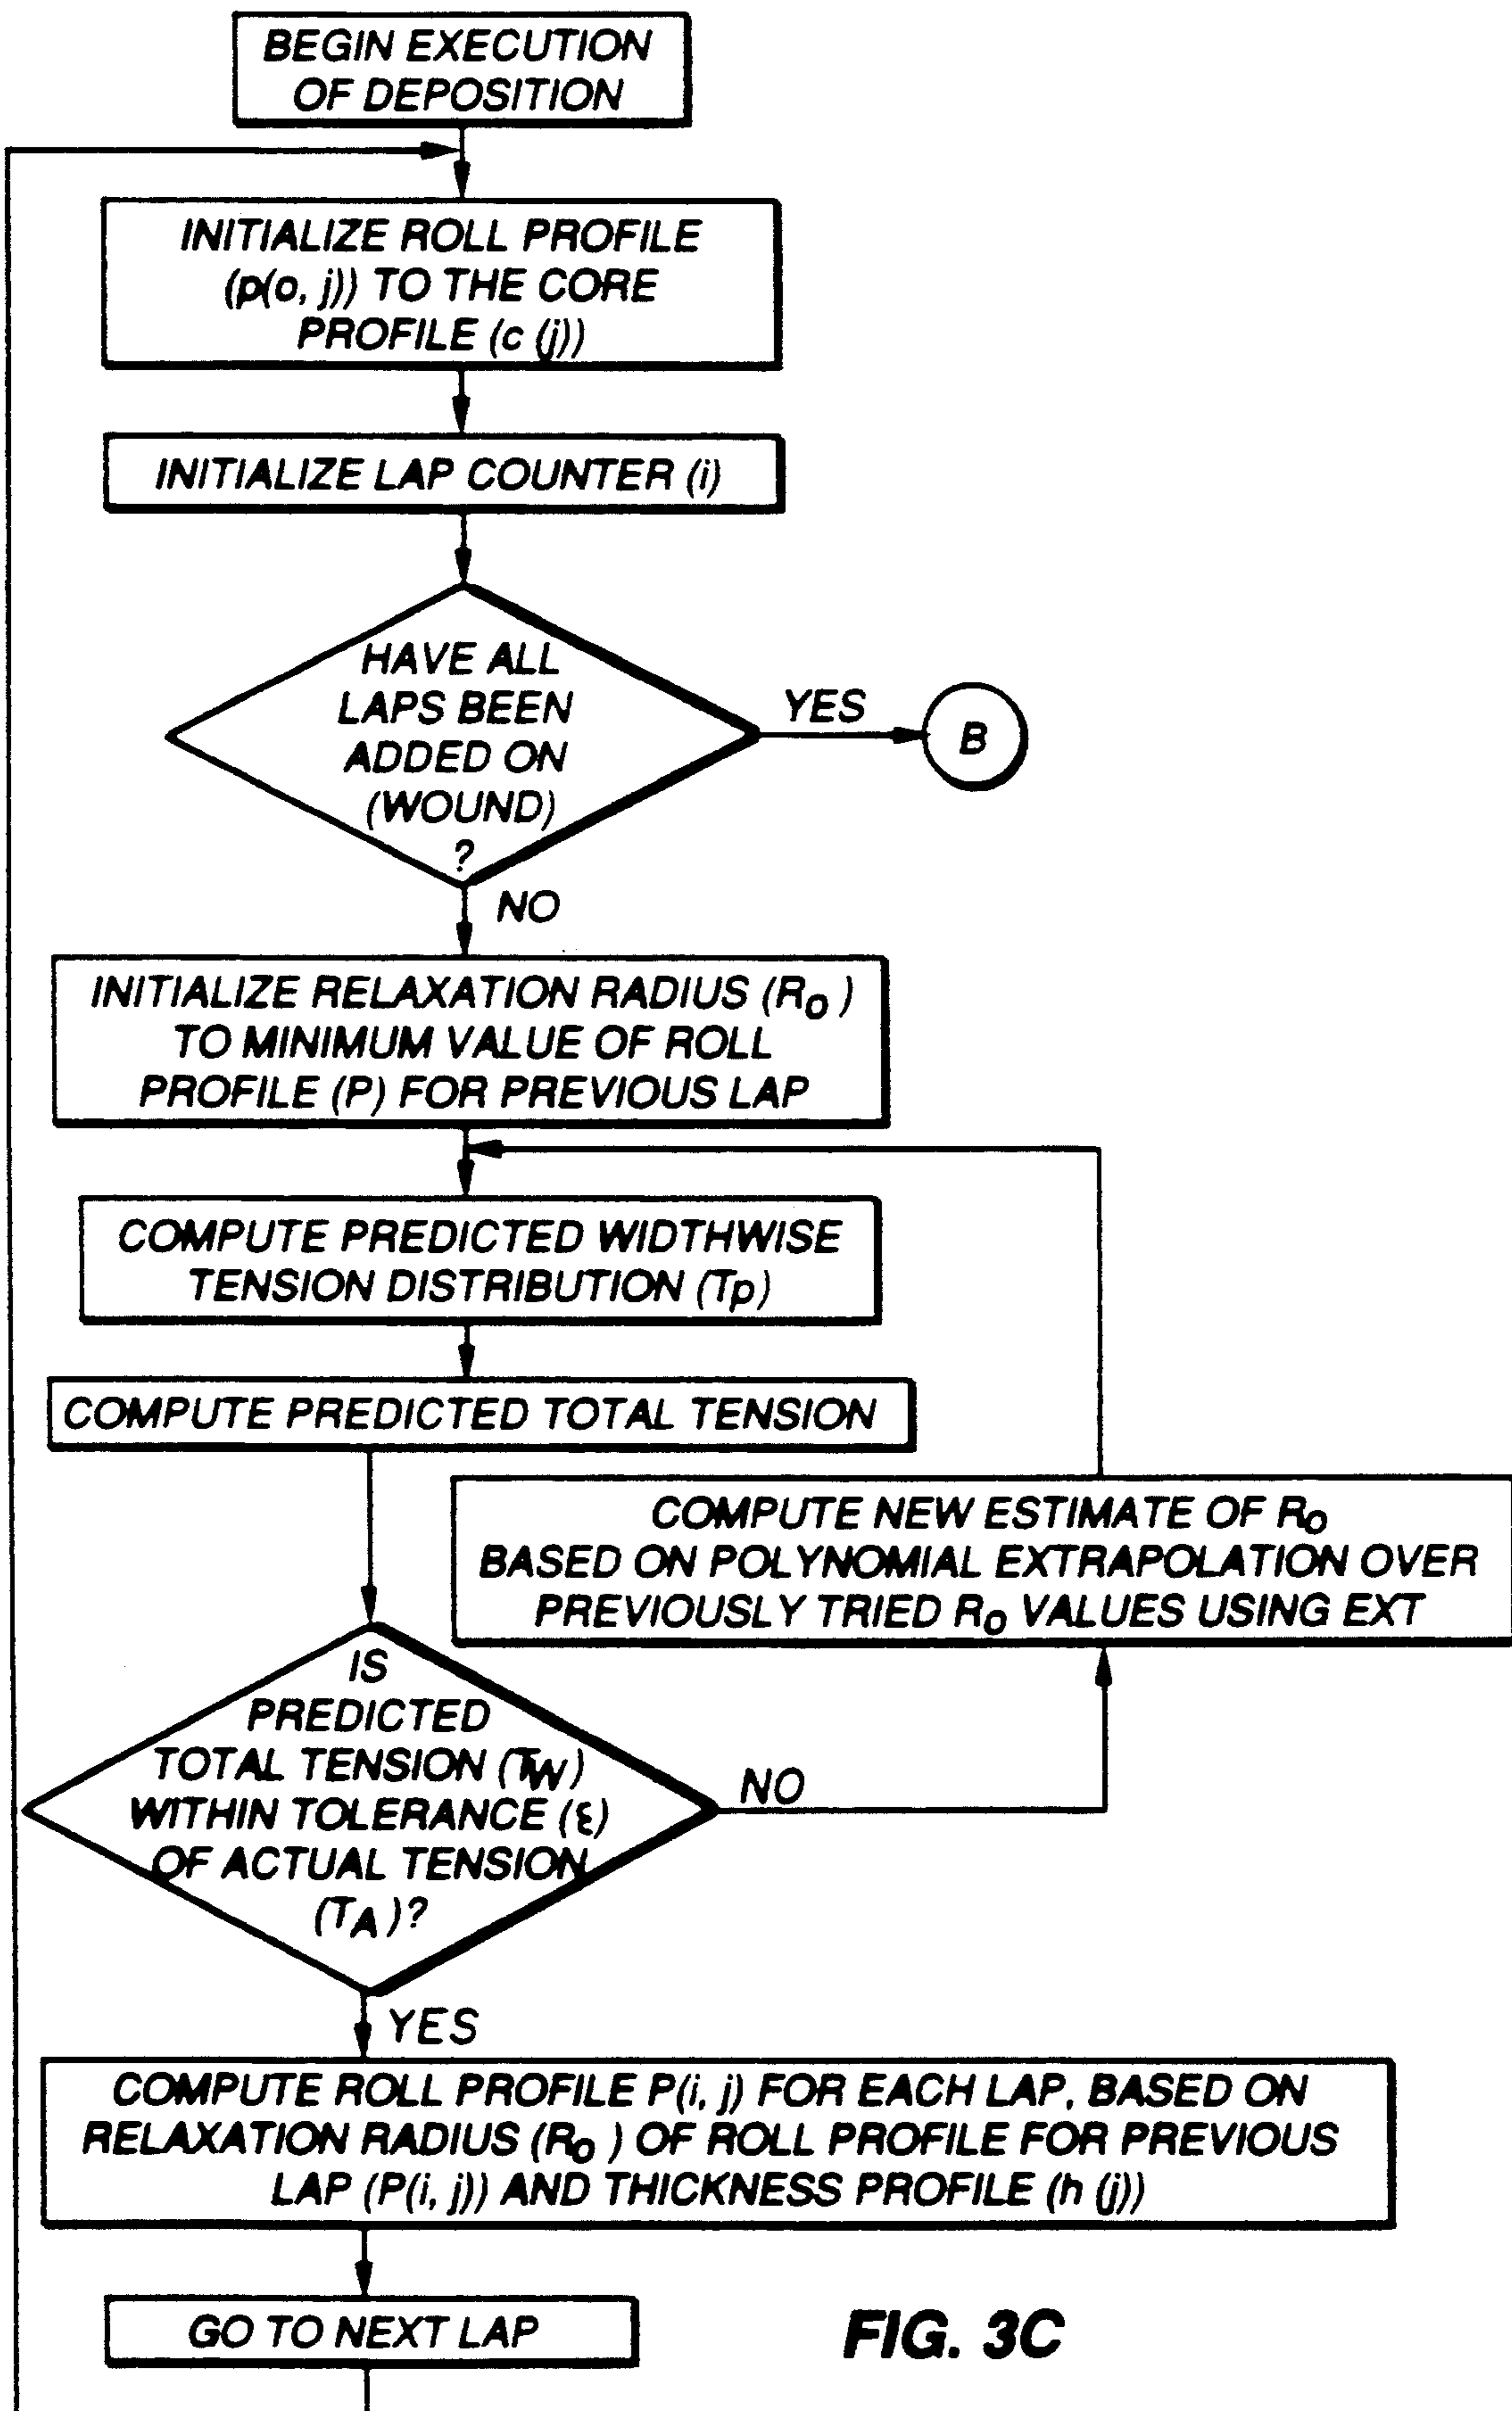 BEGIN EXECUTION
OF DEPOSITION
INITIALIZE ROLL PROFILE
(p(o, j)) TO THE CORE
PROFILE (c (j))
INITIALIZE LAP COUNTER (i)
HAVE ALL
LAPS BEEN
ADDED ON
(WOUND)
?
YES
B
NO
INITIALIZE RELAXATION RADIUS (Ro )
TO MINIMUM VALUE OF ROLL
PROFILE (P) FOR PREVIOUS LAP
COMPUTE PREDICTED WIDTHWISE
TENSION DISTRIBUTION (Tp)
COMPUTE PREDICTED TOTAL TENSION
COMPUTE NEW ESTIMATE OF Ro
BASED ON POLYNOMIAL EXTRAPOLATION OVER
PREVIOUSLY TRIED Ro VALUES USING EXT
IS
PREDICTED
TOTAL TENSION (TW)
WITHIN TOLERANCE (ε)
OF ACTUAL TENSION
(TA)?
NO
YES
COMPUTE ROLL PROFILE P(i, j) FOR EACH LAP, BASED ON
RELAXATION RADIUS (Ro ) OF ROLL PROFILE FOR PREVIOUS
LAP (P(i, j)) AND THICKNESS PROFILE (h (j))
GO TO NEXT LAP
FIG. 3C